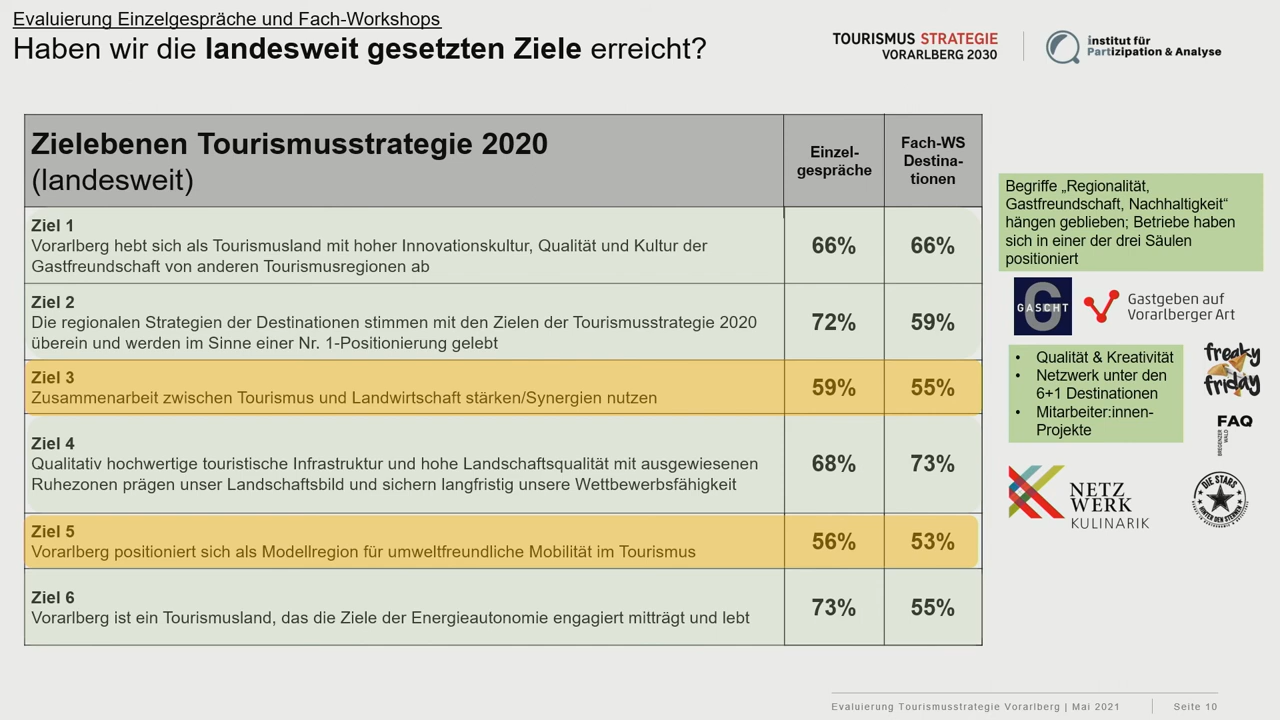 Evaluierung Einzelgespräche und Fach-Workshops
Haben wir die landesweit gesetzten Ziele erreicht?
TOURISMUS STRATEGIE
VORARLBERG 2030
institut für
Partizipation & Analyse
Zielebenen Tourismusstrategie 2020
(landesweit)
Einzel-
gespräche
Fach-WS
Destina-
tionen
Ziel 1
Vorarlberg hebt sich als Tourismusland mit hoher Innovationskultur, Qualität und Kultur der
Gastfreundschaft von anderen Tourismusregionen ab
66%
66%
Ziel 2
Die regionalen Strategien der Destinationen stimmen mit den Zielen der Tourismusstrategie 2020
überein und werden im Sinne einer Nr. 1-Positionierung gelebt
72%
59%
Ziel 3
Zusammenarbeit zwischen Tourismus und Landwirtschaft stärken/Synergien nutzen
59%
55%
Ziel 4
Qualitativ hochwertige touristische Infrastruktur und hohe Landschaftsqualität mit ausgewiesenen
Ruhezonen prägen unser Landschaftsbild und sichern langfristig unsere Wettbewerbsfähigkeit
68%
73%
Ziel 5
Vorarlberg positioniert sich als Modellregion für umweltfreundliche Mobilität im Tourismus
56%
53%
Ziel 6
Vorarlberg ist ein Tourismusland, das die Ziele der Energieautonomie engagiert mitträgt und lebt
73%
55%
Begriffe „Regionalität,
Gastfreundschaft, Nachhaltigkeit“
hängen geblieben; Betriebe haben
sich in einer der drei Säulen
positioniert
G
GASCHT
Gastgeben auf
Vorarlberger Art
• Qualität & Kreativität
• Netzwerk unter den
6+1 Destinationen
• Mitarbeiter:innen-
Projekte
freaky
friday
FAQ
BREGENZER
WALD
NETZ
WERK
KULINARIK
DIE STARS
UNTER DEN STERNEN
Evaluierung Tourismusstrategie Vorarlberg | Mai 2021
Seite 10